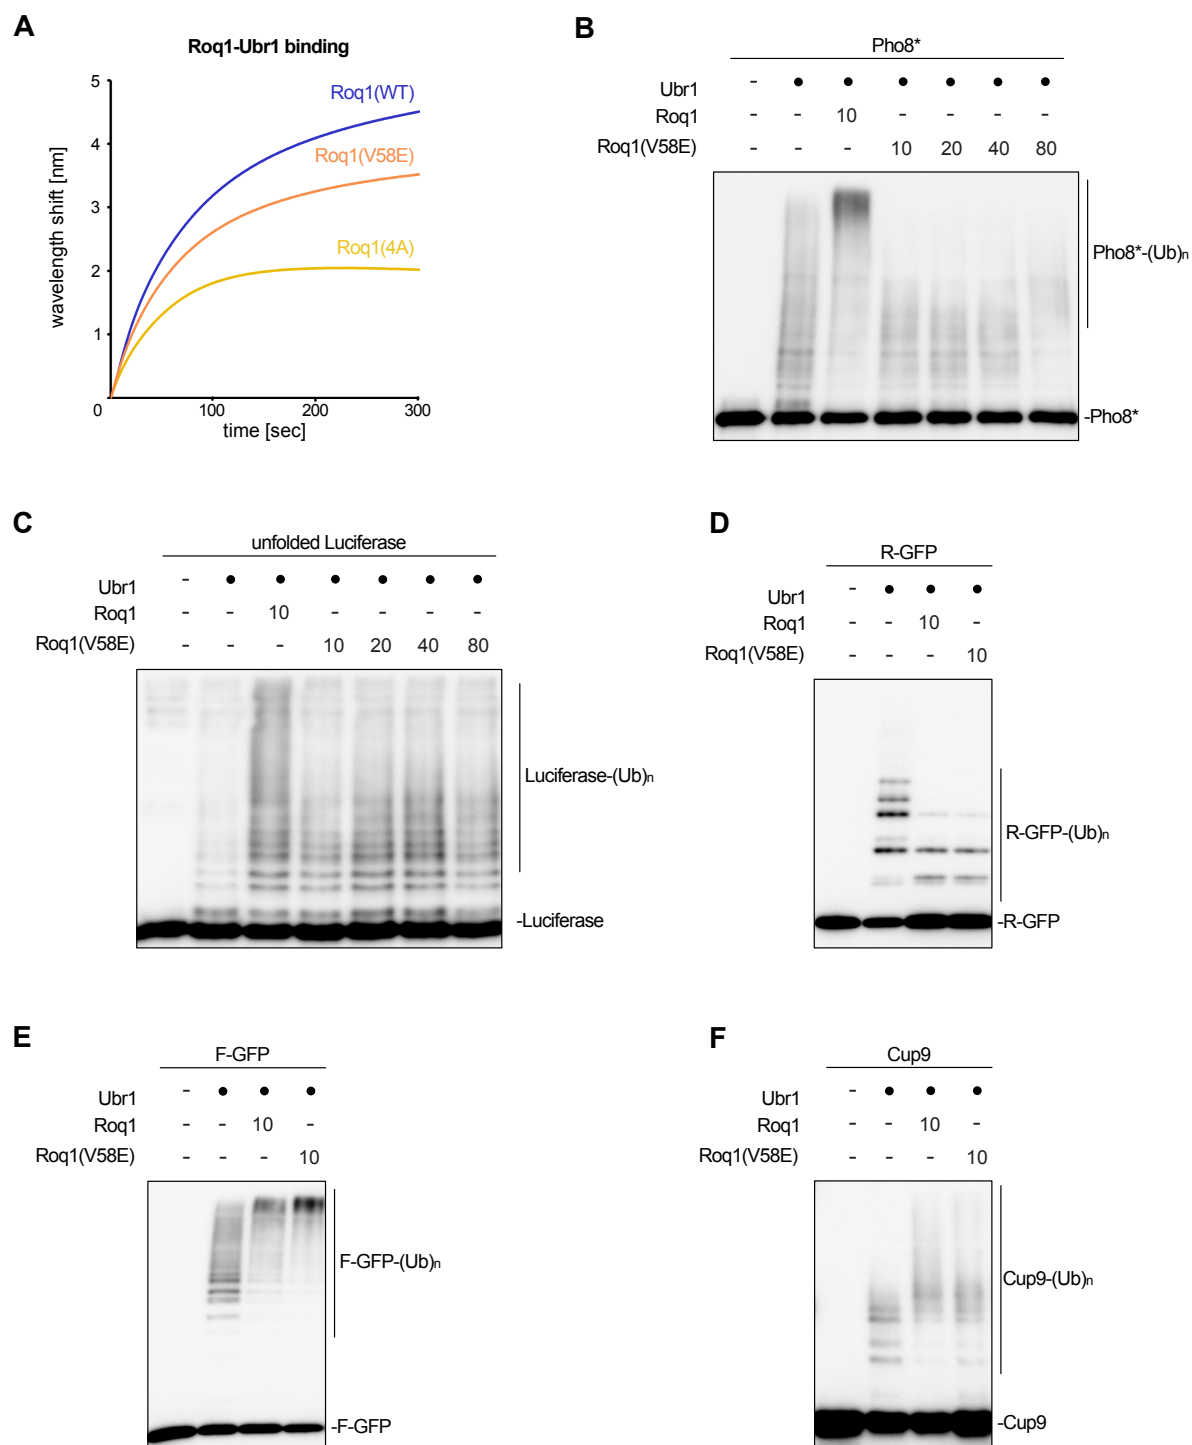 A
Roq1-Ubr1 binding
wavelength shift [nm]
5
4
3
2
1
0
100
200
300
time [sec]
Roq1(WT)
Roq1(V58E)
Roq1(4A)
B
Pho8*
Ubr1 - ● ● ● ● ● ●
Roq1 - - 10 - - - -
Roq1(V58E) - - - 10 20 40 80
Pho8*-(Ub)n
-Pho8*
C
unfolded Luciferase
Ubr1 - ● ● ● ● ● ●
Roq1 - - 10 - - - -
Roq1(V58E) - - - 10 20 40 80
Luciferase-(Ub)n
-Luciferase
D
R-GFP
Ubr1 - ● ● ●
Roq1 - - 10 -
Roq1(V58E) - - - 10
R-GFP-(Ub)n
-R-GFP
E
F-GFP
Ubr1 - ● ● ●
Roq1 - - 10 -
Roq1(V58E) - - - 10
F-GFP-(Ub)n
-F-GFP
F
Cup9
Ubr1 - ● ● ●
Roq1 - - 10 -
Roq1(V58E) - - - 10
Cup9-(Ub)n
-Cup9